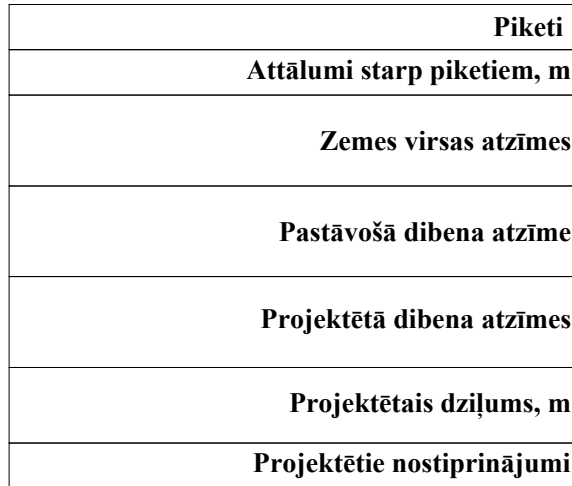 Piketi
Attālumi starp piketiem, m
Zemes virsas atzīmes
Pastāvošā dibena atzīme
Projektētā dibena atzīmes
Projektētais dziļums, m
Projektētie nostiprinājumi